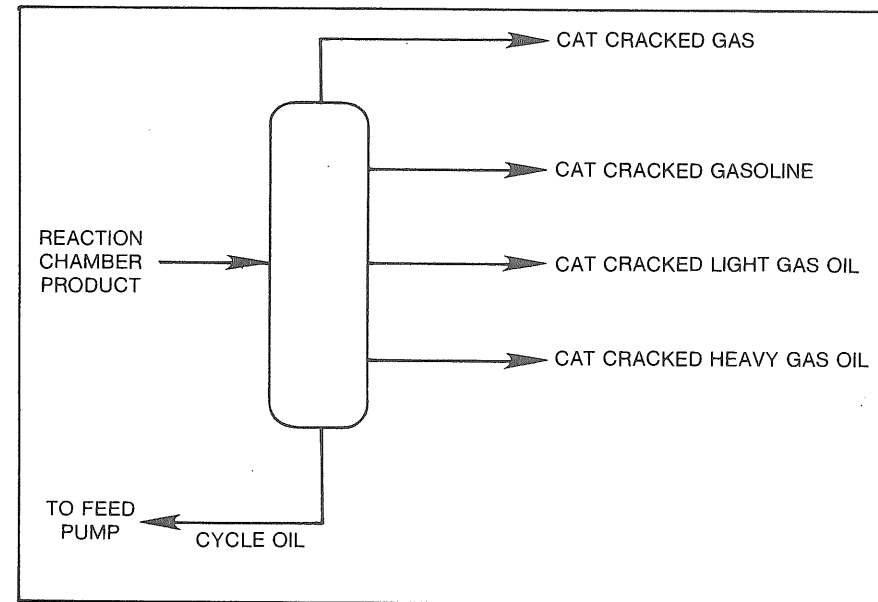 CAT CRACKED GAS
CAT CRACKED GASOLINE
REACTION
CHAMBER
PRODUCT
CAT CRACKED LIGHT GAS OIL
CAT CRACKED HEAVY GAS OIL
TO FEED
PUMP
CYCLE OIL